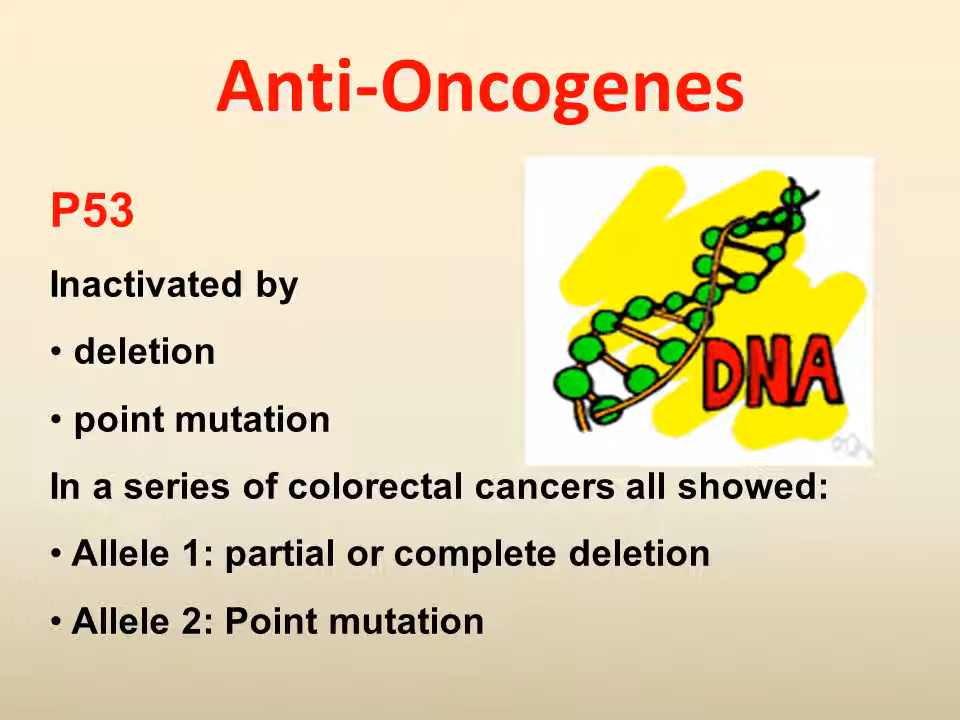 Anti-Oncogenes
P53
Inactivated by
• deletion
• point mutation
DNA
In a series of colorectal cancers all showed:
• Allele 1: partial or complete deletion
• Allele 2: Point mutation